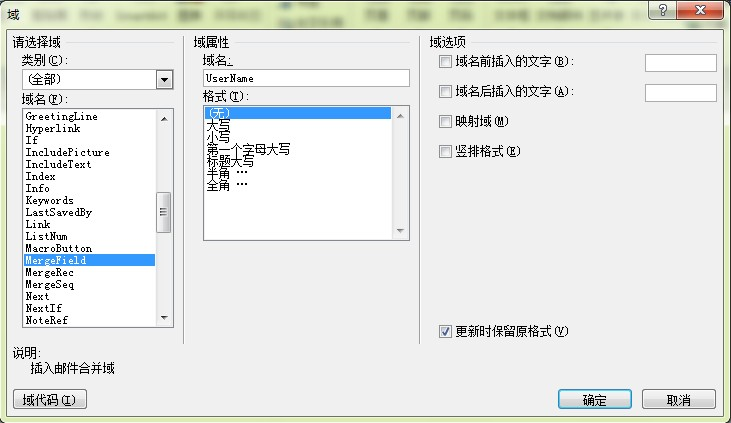 域
请选择域
类别(C):
(全部)
域名(F):
GreetingLine
Hyperlink
If
IncludePicture
IncludeText
Index
Info
Keywords
LastSavedBy
Link
ListNum
MacroButton
MergeField
MergeRec
MergeSeq
Next
NextIf
NoteRef
域属性
域名:
UserName
格式(T):
(无)
大写
小写
第一个字母大写
标题大写
半角 …
全角 …
域选项
域名前插入的文字(B):
域名后插入的文字(A):
映射域(M)
竖排格式(E)
更新时保留原格式(V)
说明:
插入邮件合并域
域代码(I)
确定
取消